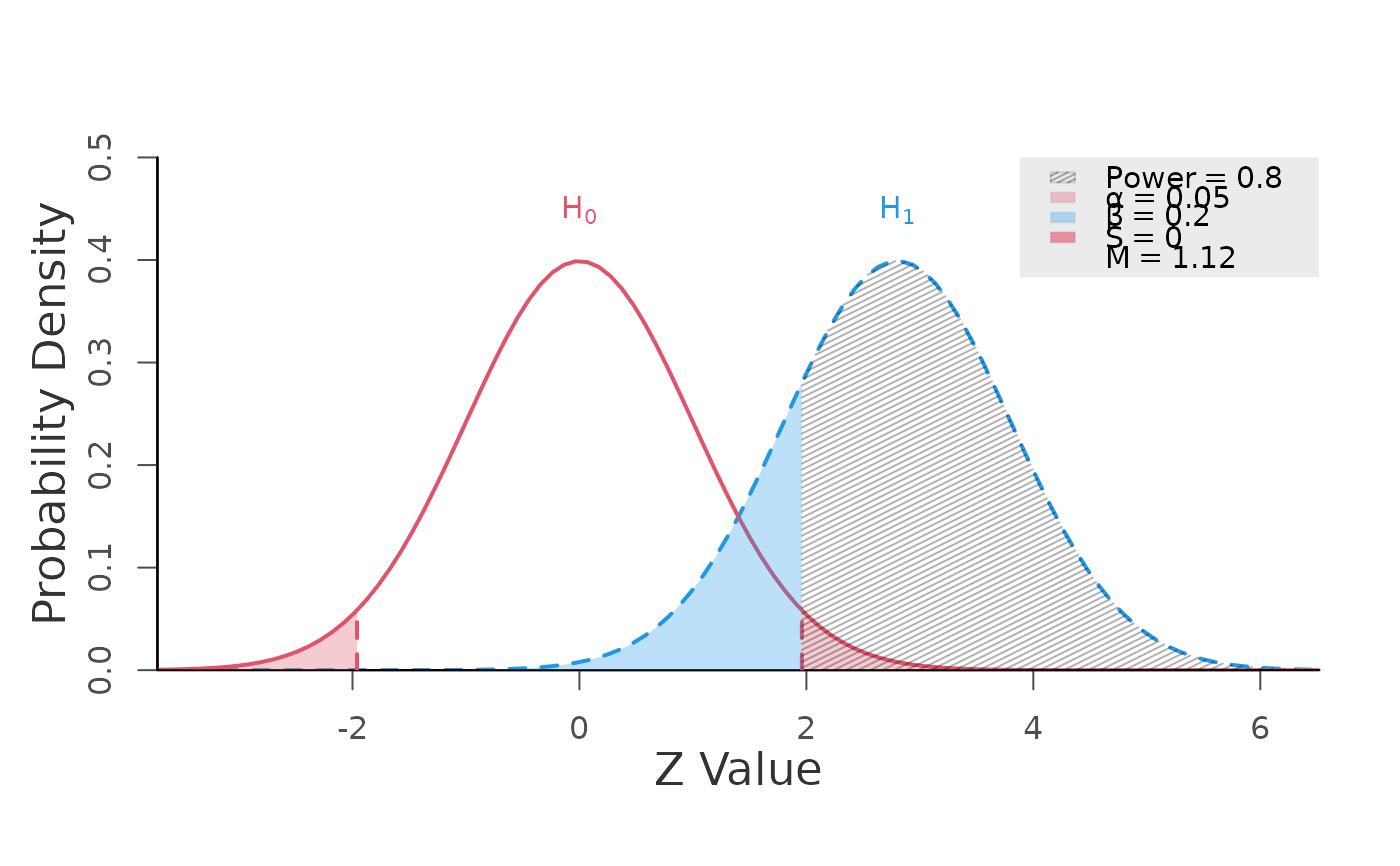 Probability Density
0.0
0.1
0.2
0.3
0.4
0.5
H₀
H₁
Power = 0.8
α = 0.05
β = 0.2
S = 0
M = 1.12
-2
0
2
4
6
Z Value